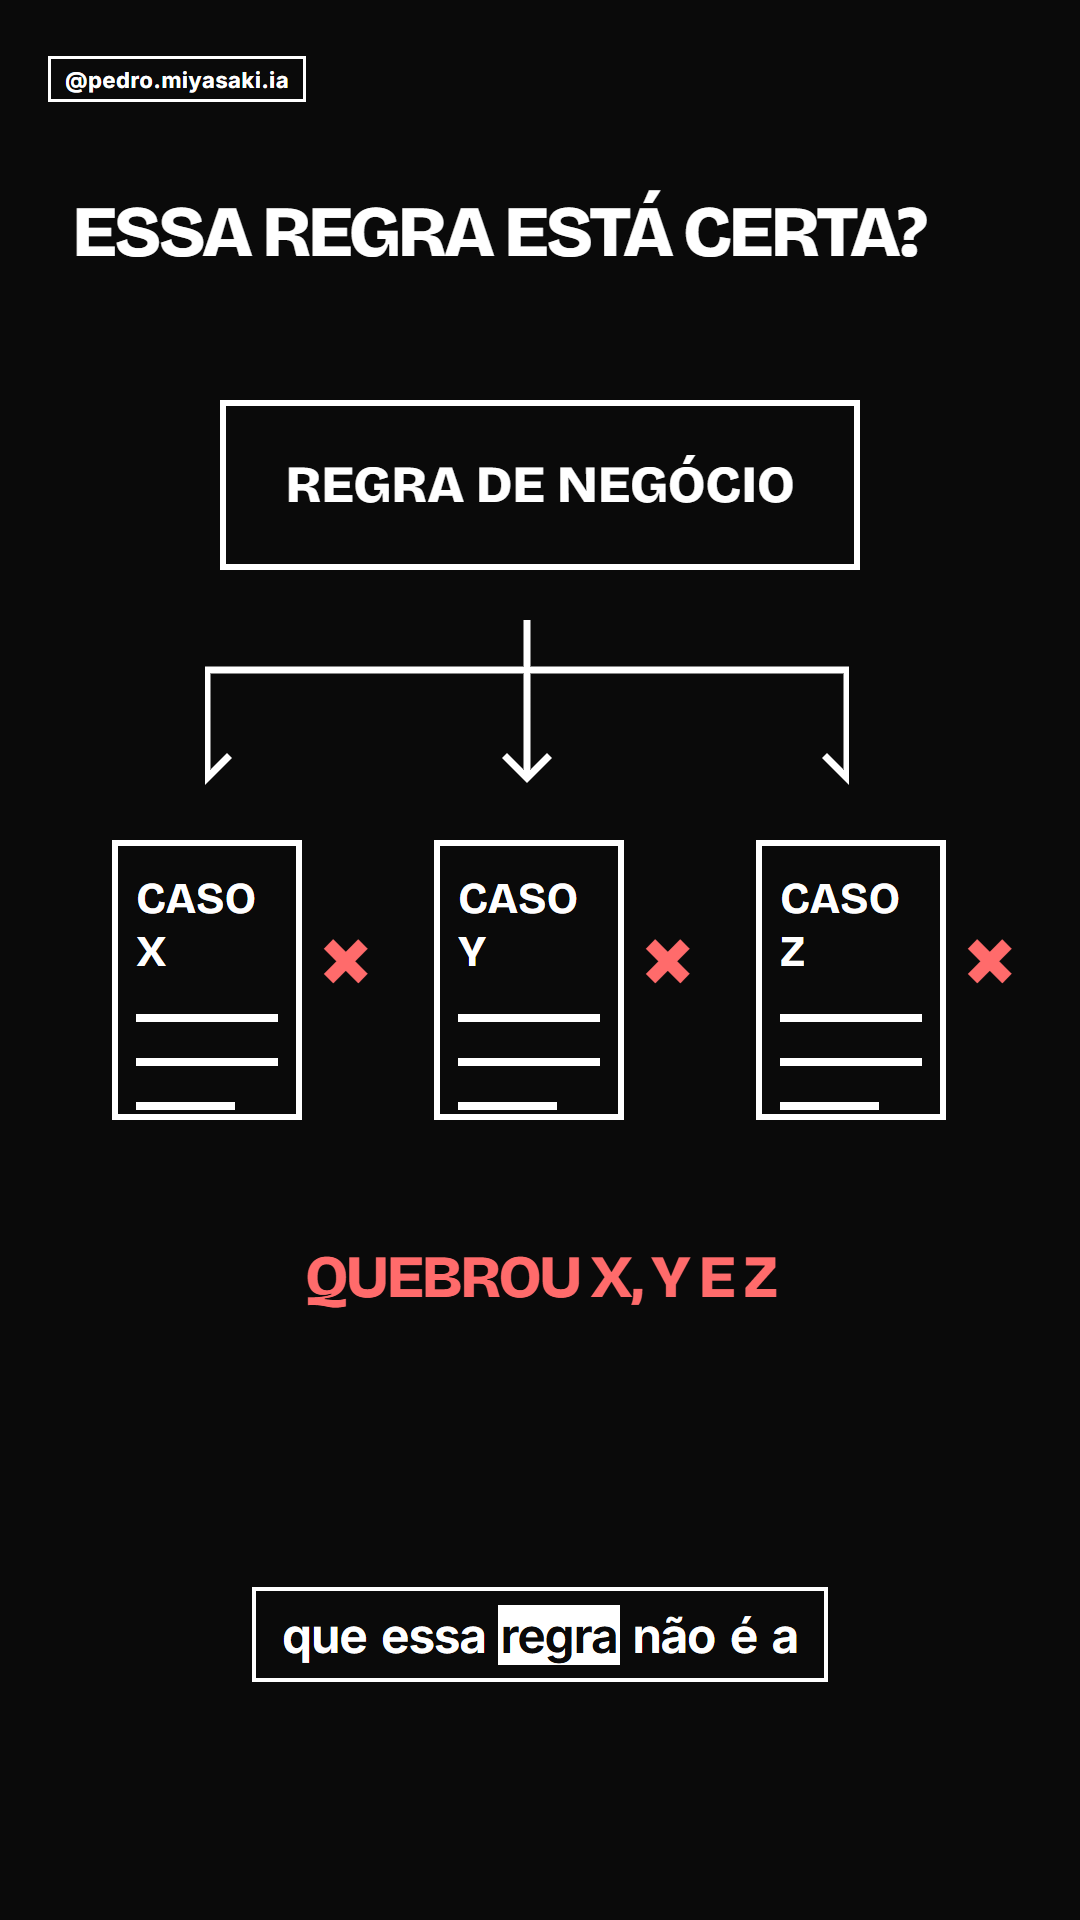 @pedro.miyasaki.ia
ESSA REGRA ESTÁ CERTA?
REGRA DE NEGÓCIO
CASO
X
CASO
Y
CASO
Z
QUEBROU X, Y E Z
que essa regra não é a